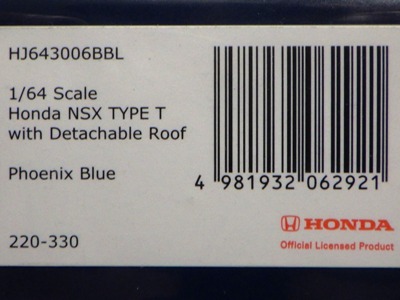 HJ643006BBL
1/64 Scale
Honda NSX TYPE T
with Detachable Roof
Phoenix Blue
4 981932 062921
HONDA
Official Licensed Product
220-330